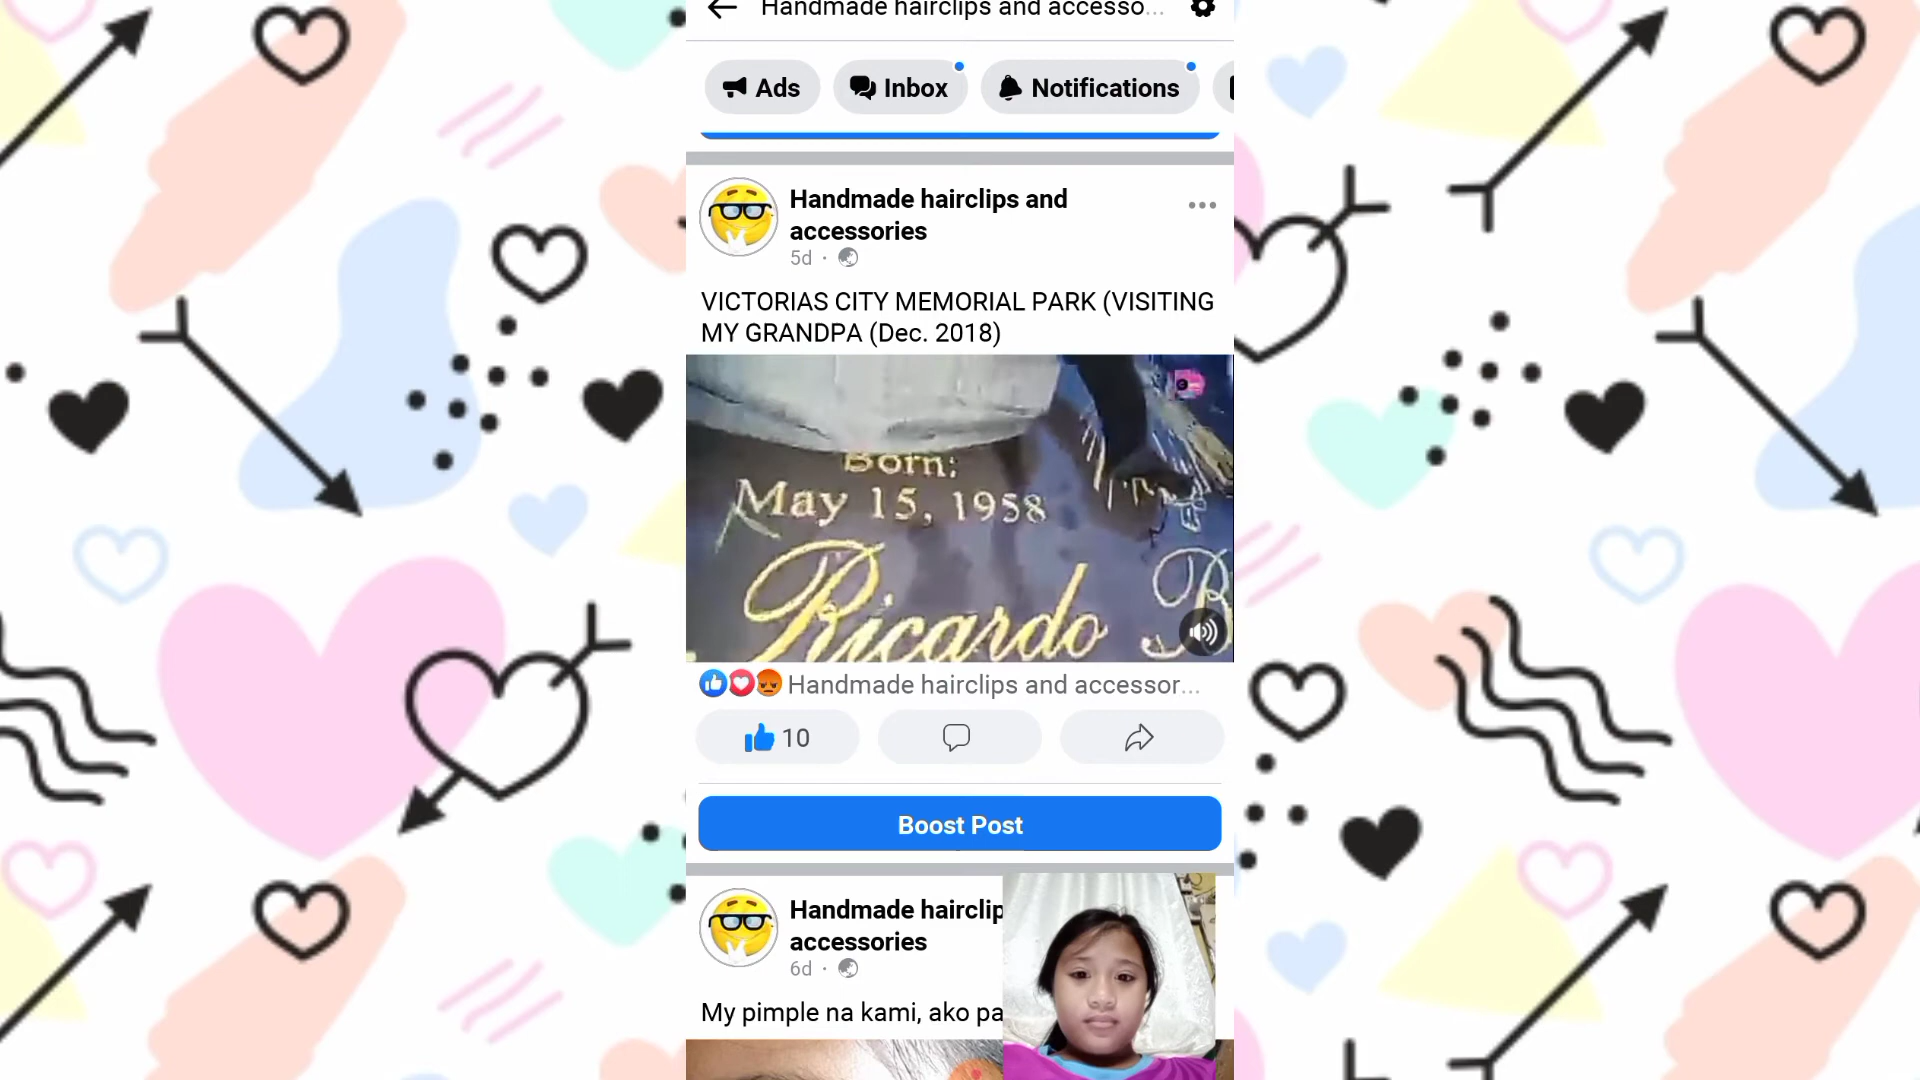 Handmade hairclips and accesso...
Ads
Inbox
Notifications
Handmade hairclips and
accessories
5d ·
VICTORIAS CITY MEMORIAL PARK (VISITING
MY GRANDPA (Dec. 2018)
Born:
May 15, 1958
Ricardo
Handmade hairclips and accessor...
10
Boost Post
Handmade hairclip
accessories
6d ·
My pimple na kami, ako pa